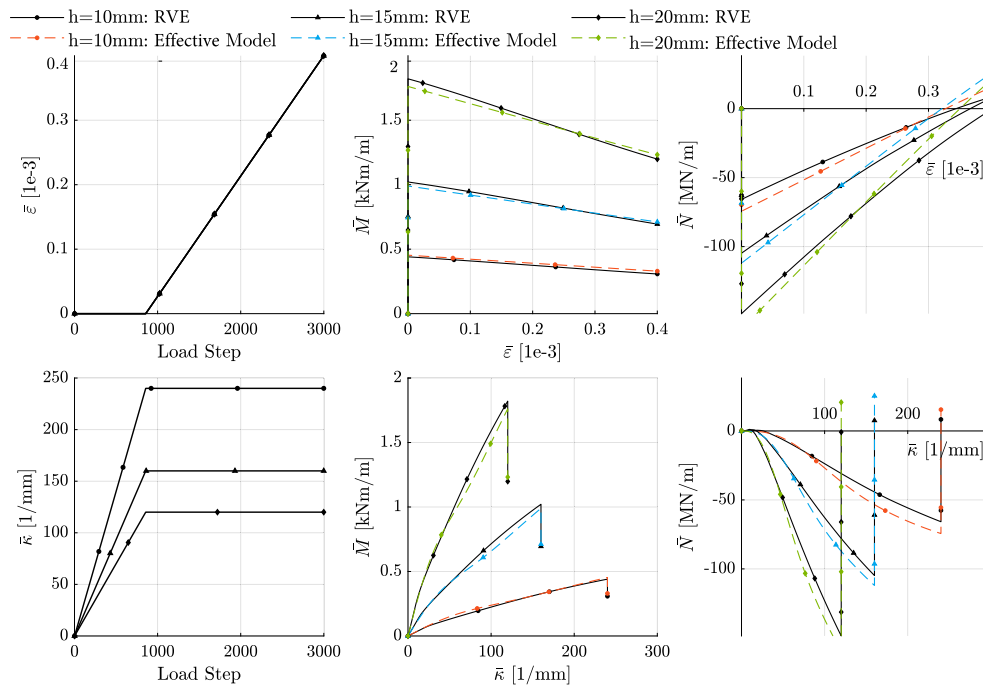 h=10mm: RVE h=15mm: RVE h=20mm: RVE
h=10mm: Effective Model h=15mm: Effective Model h=20mm: Effective Model
0.4
0.3
0.2
0.1
0
0 1000 2000 3000
Load Step
ε̄ [1e-3]
2
1.5
1
0.5
0
0 0.1 0.2 0.3 0.4
ε̄ [1e-3]
M̄ [kNm/m]
0.1 0.2 0.3
ε̄ [1e-3]
0
-50
-100
N̄ [MN/m]
250
200
150
100
50
0
0 1000 2000 3000
Load Step
κ̄ [1/mm]
2
1.5
1
0.5
0
0 100 200 300
κ̄ [1/mm]
M̄ [kNm/m]
100 200
κ̄ [1/mm]
0
-50
-100
N̄ [MN/m]